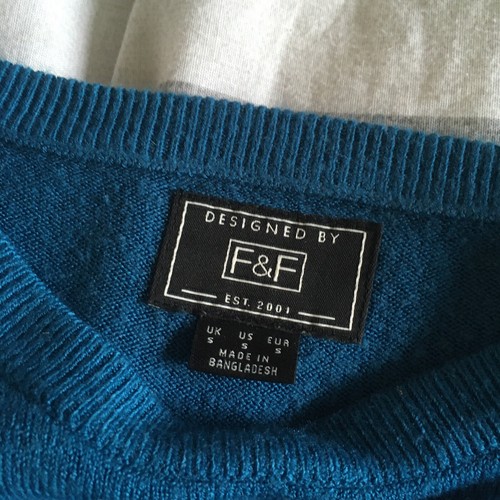 DESIGNED BY
F&F
EST. 2001
UK US EUR
S S S
MADE IN
BANGLADESH